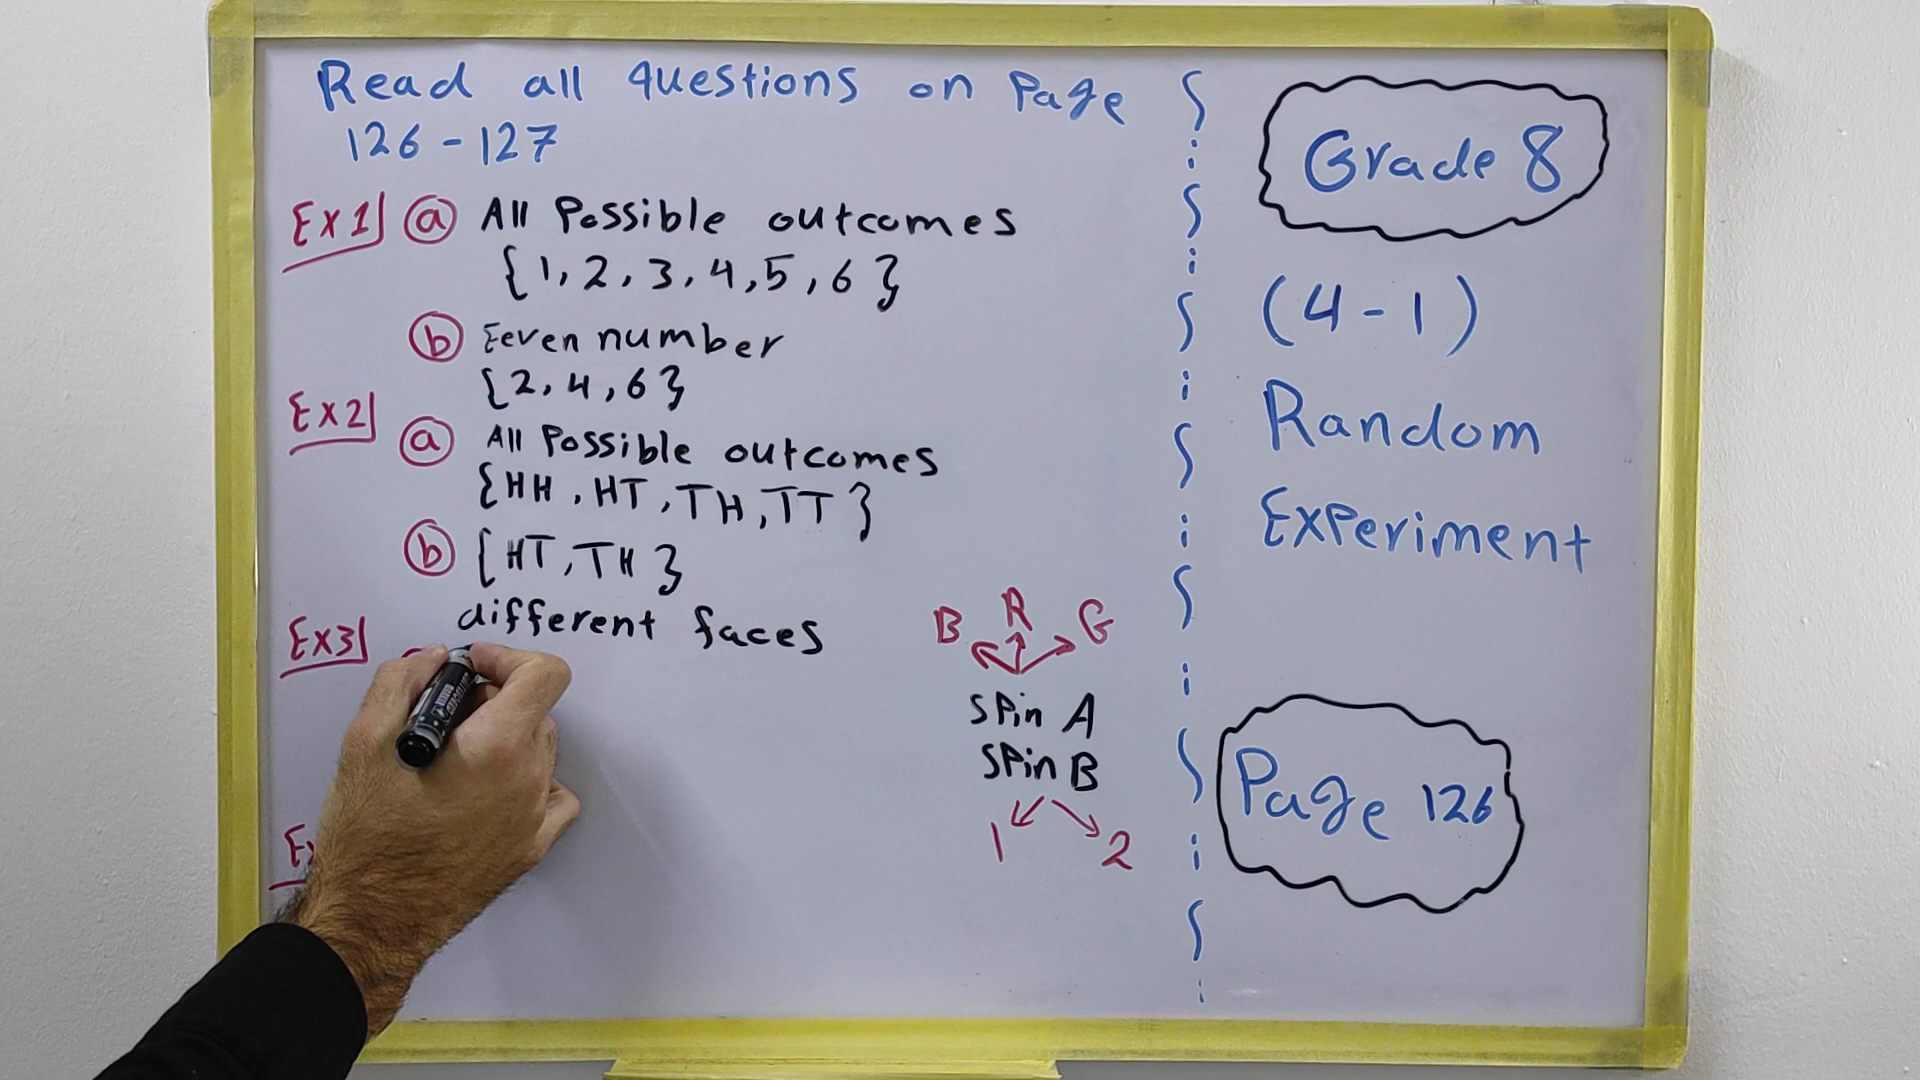 Read all questions on Page
126 - 127
Ex1 a All Possible outcomes
{1, 2, 3, 4, 5, 6}
b Eeven number
{2, 4, 6}
Ex2
a All Possible outcomes
{HH, HT, TH, TT}
b {HT, TH}
different faces
Ex3
B R G
SPin A
SPin B
1 2
Grade 8
(4 - 1)
Random
Experiment
Page 126